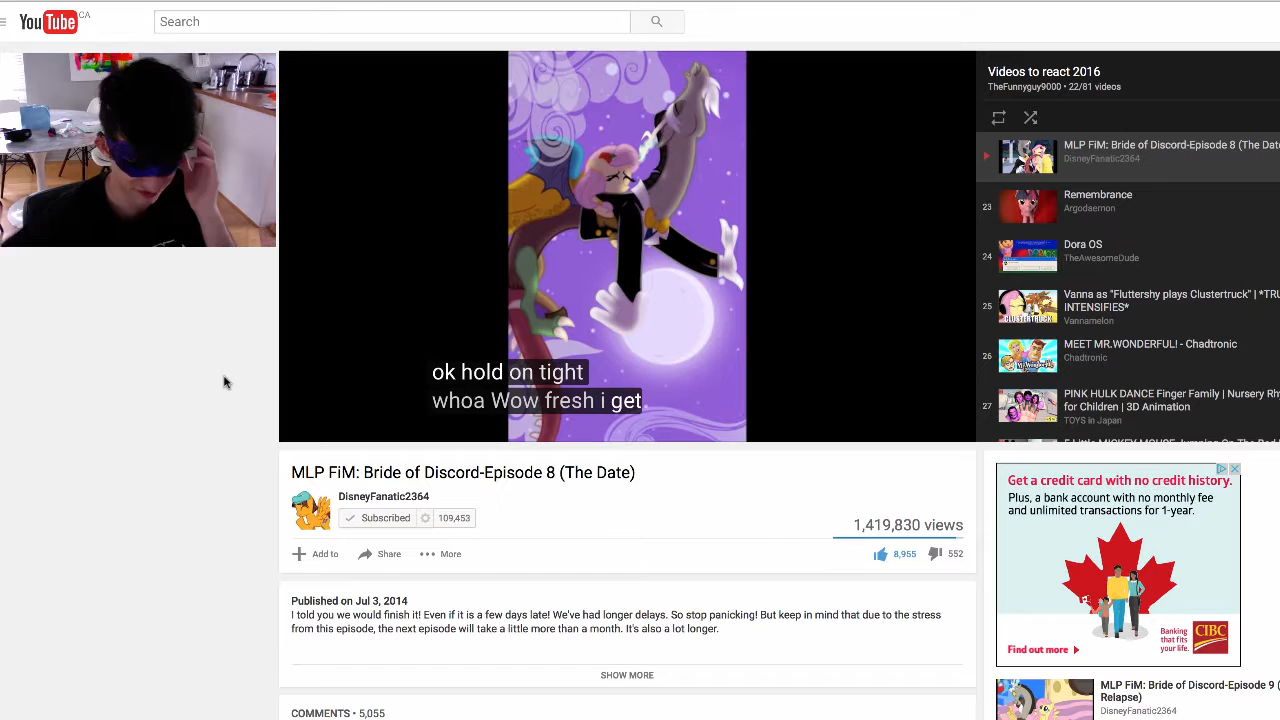 YouTube CA
Search
Videos to react 2016
TheFunnyguy9000 • 22/81 videos
MLP FiM: Bride of Discord-Episode 8 (The Date
DisneyFanatic2364
23
Remembrance
Argodaernon
24
Dora OS
TheAwesomeDude
25
Vanna as "Fluttershy plays Clustertruck" | *TRU
INTENSIFIES*
Vannamelon
CLUSTERTRUCK
26
MEET MR.WONDERFUL! - Chadtronic
Chadtronic
27
PINK HULK DANCE Finger Family | Nursery Rhy
for Children | 3D Animation
TOYS in Japan
ok hold on tight
whoa Wow fresh i get
MLP FiM: Bride of Discord-Episode 8 (The Date)
DisneyFanatic2364
Subscribed 109,453
1,419,830 views
Add to Share More 8,955 552
Published on Jul 3, 2014
I told you we would finish it! Even if it is a few days late! We've had longer delays. So stop panicking! But keep in mind that due to the stress
from this episode, the next episode will take a little more than a month. It's also a lot longer.
SHOW MORE
COMMENTS • 5,055
Get a credit card with no credit history.
Plus, a bank account with no monthly fee
and unlimited transactions for 1-year.
Find out more
Banking
that fits
your life.
CIBC
MLP FiM: Bride of Discord-Episode 9 (
Relapse)
DisneyFanatic2364